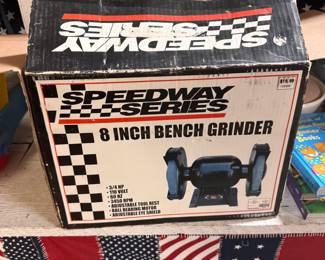 SPEEDWAY
SERIES
SPEEDWAY
SERIES
8 INCH BENCH GRINDER
• 3/4 HP
• 110 VOLT
• 60 HZ
• 3450 RPM
• ADJUSTABLE TOOL REST
• BALL BEARING MOTOR
• ADJUSTABLE EYE SHIELD